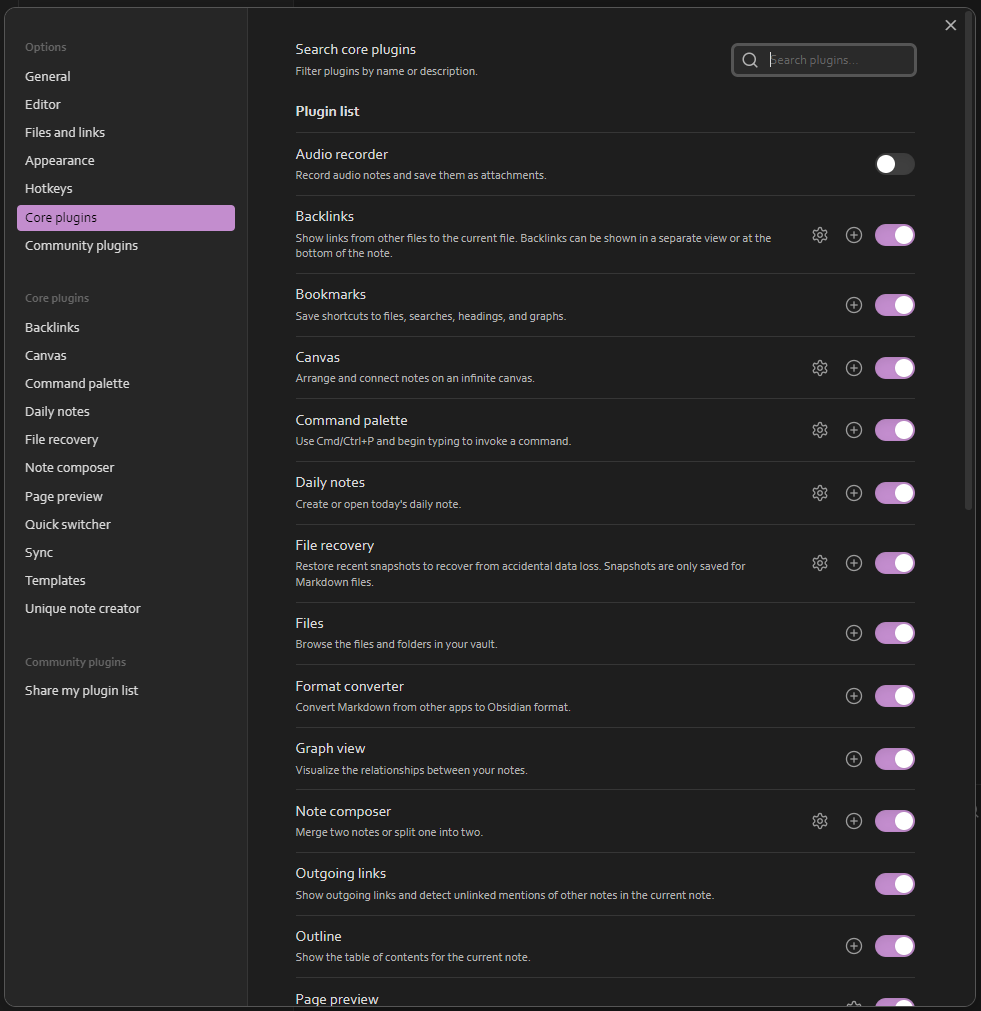 Options
General
Editor
Files and links
Appearance
Hotkeys
Core plugins
Community plugins
Core plugins
Backlinks
Canvas
Command palette
Daily notes
File recovery
Note composer
Page preview
Quick switcher
Sync
Templates
Unique note creator
Community plugins
Share my plugin list
Search core plugins
Filter plugins by name or description.
Search plugins...
Plugin list
Audio recorder
Record audio notes and save them as attachments.
Backlinks
Show links from other files to the current file. Backlinks can be shown in a separate view or at the
bottom of the note.
Bookmarks
Save shortcuts to files, searches, headings, and graphs.
Canvas
Arrange and connect notes on an infinite canvas.
Command palette
Use Cmd/Ctrl+P and begin typing to invoke a command.
Daily notes
Create or open today's daily note.
File recovery
Restore recent snapshots to recover from accidental data loss. Snapshots are only saved for
Markdown files.
Files
Browse the files and folders in your vault.
Format converter
Convert Markdown from other apps to Obsidian format.
Graph view
Visualize the relationships between your notes.
Note composer
Merge two notes or split one into two.
Outgoing links
Show outgoing links and detect unlinked mentions of other notes in the current note.
Outline
Show the table of contents for the current note.
Page preview